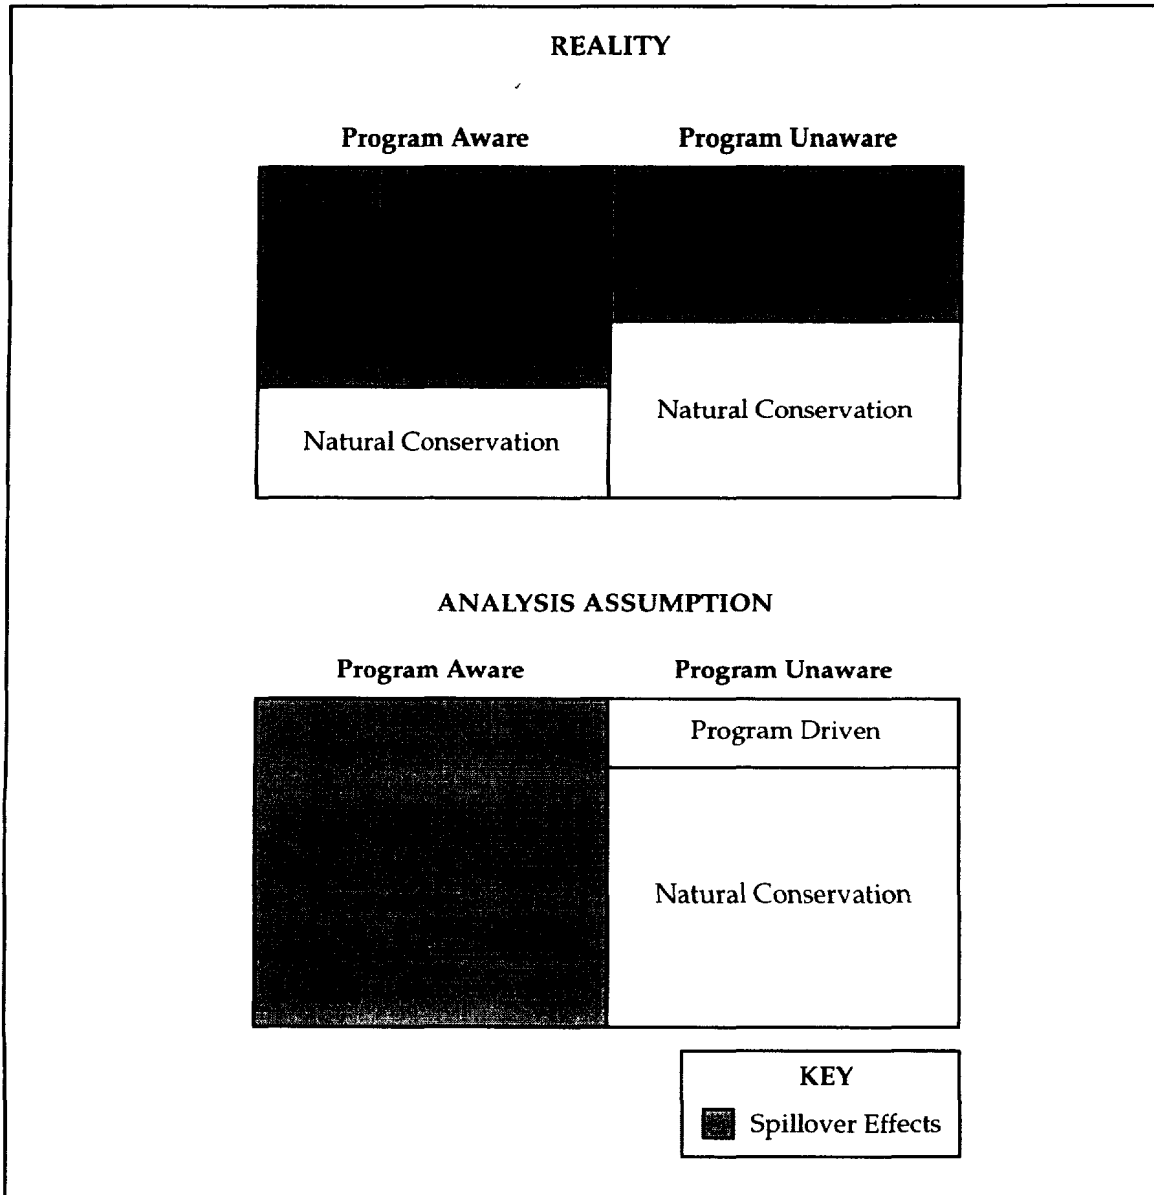 REALITY
Program Aware Program Unaware
Natural Conservation
Natural Conservation
ANALYSIS ASSUMPTION
Program Aware Program Unaware
Program Driven
Natural Conservation
KEY
Spillover Effects